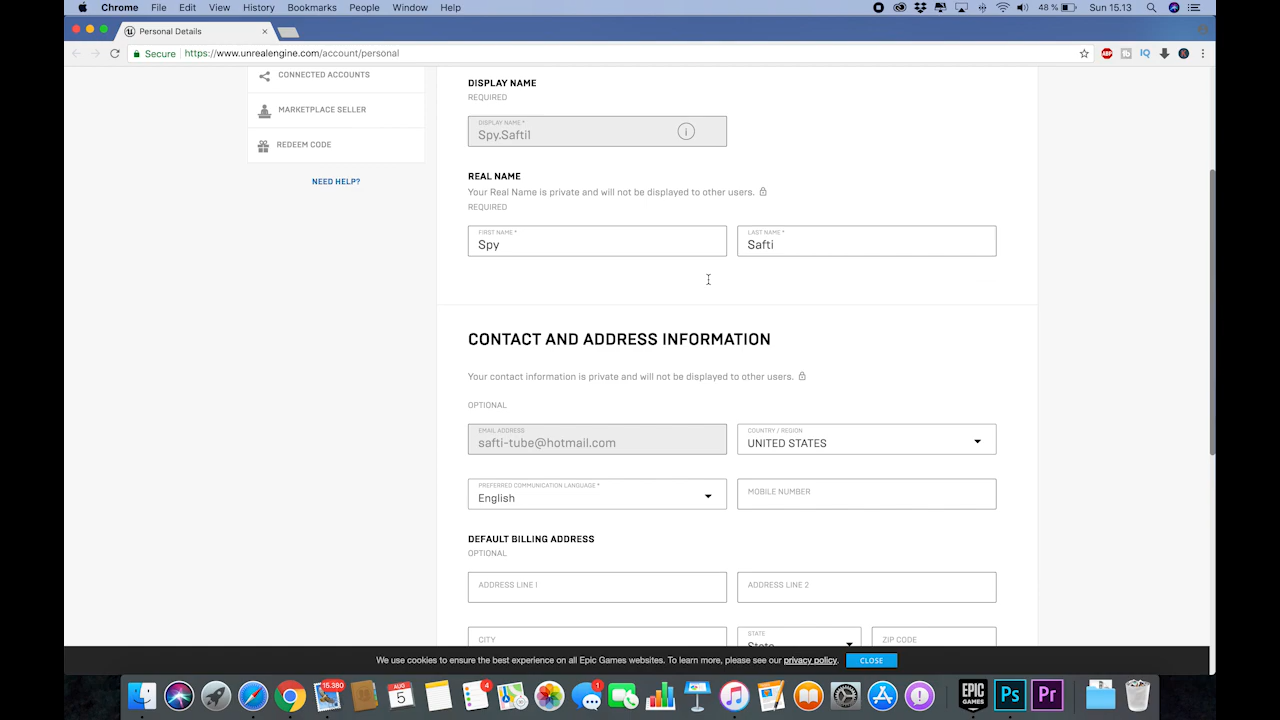 Chrome File Edit View History Bookmarks People Window Help
48 % Sun 15.13
Personal Details
Secure https://www.unrealengine.com/account/personal
ABP IQ
CONNECTED ACCOUNTS
MARKETPLACE SELLER
REDEEM CODE
NEED HELP?
DISPLAY NAME
REQUIRED
DISPLAY NAME *
Spy.Saftil
REAL NAME
Your Real Name is private and will not be displayed to other users.
REQUIRED
FIRST NAME *
Spy
LAST NAME *
Safti
CONTACT AND ADDRESS INFORMATION
Your contact information is private and will not be displayed to other users.
OPTIONAL
EMAIL ADDRESS
safti-tube@hotmail.com
COUNTRY / REGION
UNITED STATES
PREFERRED COMMUNICATION LANGUAGE *
English
MOBILE NUMBER
DEFAULT BILLING ADDRESS
OPTIONAL
ADDRESS LINE 1
ADDRESS LINE 2
CITY
STATE
State
ZIP CODE
We use cookies to ensure the best experience on all Epic Games websites. To learn more, please see our privacy policy. CLOSE
15.380
AUG
5
4
1
EPIC
GAMES
Ps
Pr